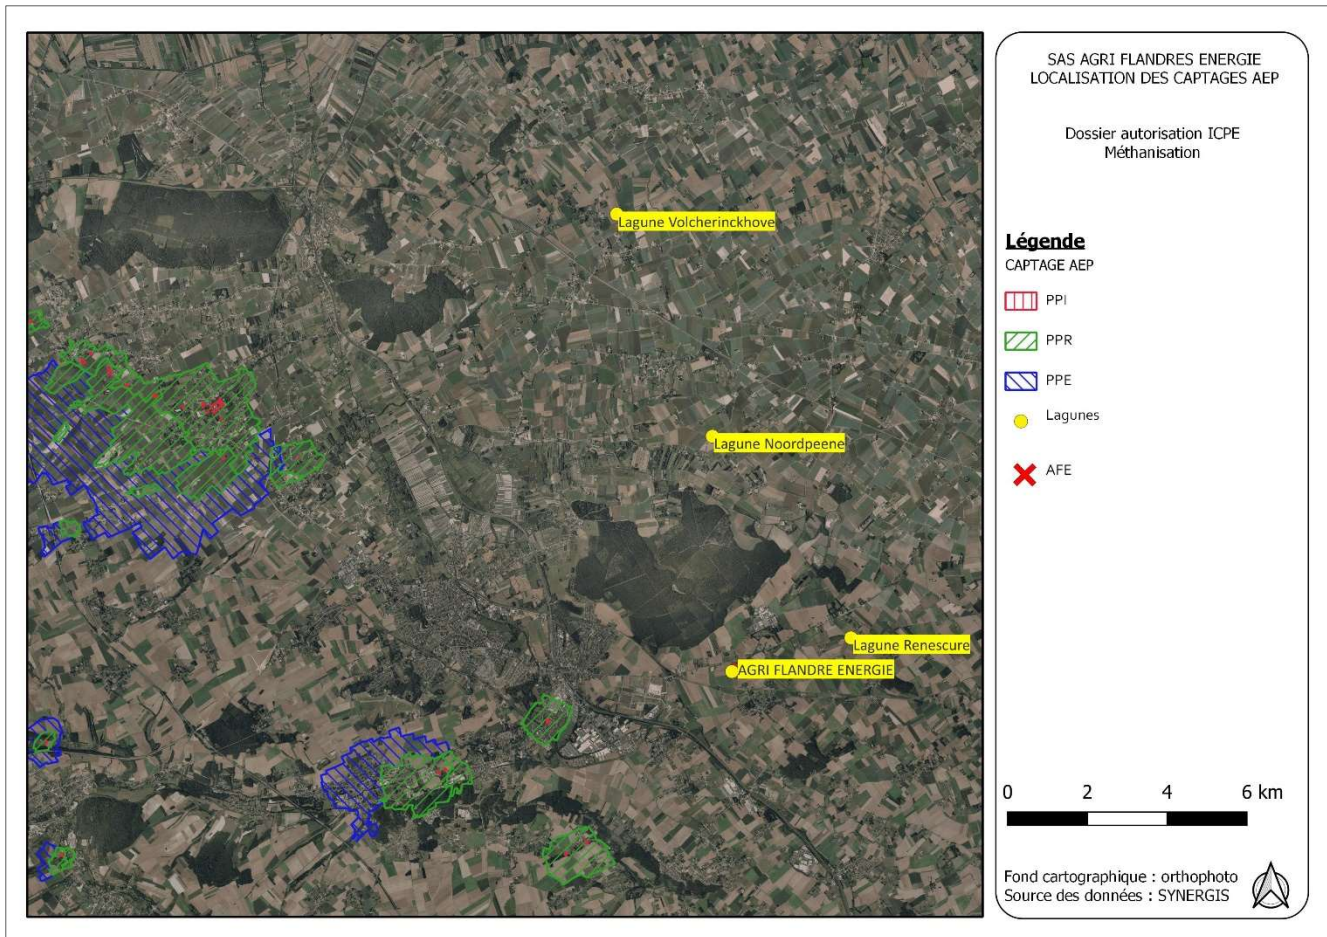 SAS AGRI FLANDRES ENERGIE
LOCALISATION DES CAPTAGES AEP
Dossier autorisation ICPE
Méthanisation
Légende
CAPTAGE AEP
PPI
PPR
PPE
Lagunes
AFE
0 2 4 6 km
Fond cartographique : orthophoto
Source des données : SYNERGIS
Lagune Volcherinckhove
Lagune Noordpeene
Lagune Renescure
AGRI FLANDRE ENERGIE